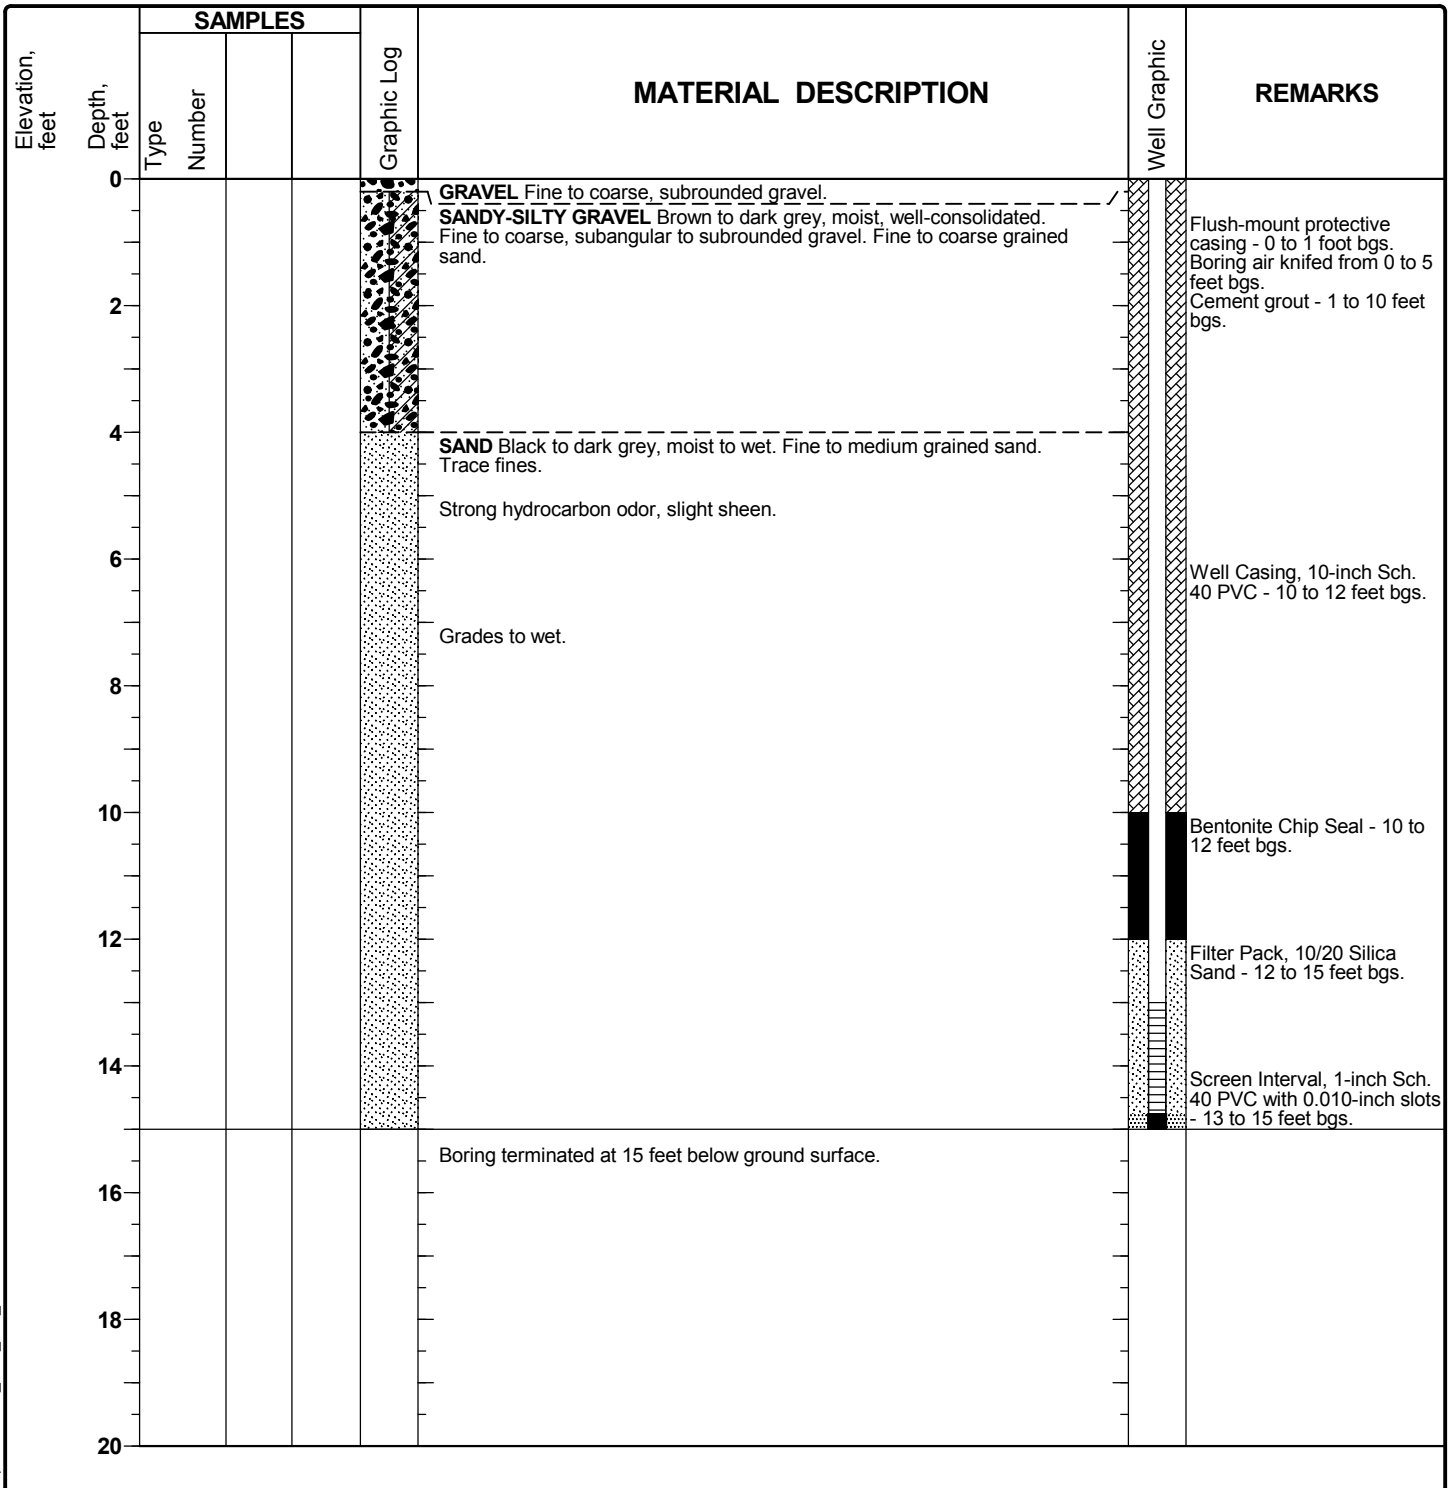 SAMPLES
Elevation,
feet
Depth,
feet
Type
Number
Graphic Log
MATERIAL DESCRIPTION
Well Graphic
REMARKS
0
GRAVEL Fine to coarse, subrounded gravel.
SANDY-SILTY GRAVEL Brown to dark grey, moist, well-consolidated.
Fine to coarse, subangular to subrounded gravel. Fine to coarse grained
sand.
Flush-mount protective
casing - 0 to 1 foot bgs.
Boring air knifed from 0 to 5
feet bgs.
Cement grout - 1 to 10 feet
bgs.
2
4
SAND Black to dark grey, moist to wet. Fine to medium grained sand.
Trace fines.
Strong hydrocarbon odor, slight sheen.
6
Well Casing, 10-inch Sch.
40 PVC - 10 to 12 feet bgs.
Grades to wet.
8
10
Bentonite Chip Seal - 10 to
12 feet bgs.
12
Filter Pack, 10/20 Silica
Sand - 12 to 15 feet bgs.
14
Screen Interval, 1-inch Sch.
40 PVC with 0.010-inch slots
- 13 to 15 feet bgs.
Boring terminated at 15 feet below ground surface.
16
18
20